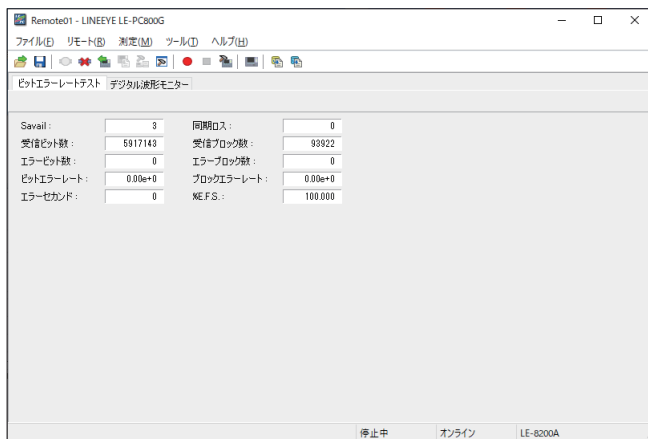 Remote01 - LINEEYE LE-PC800G
ファイル(F) リモート(R) 測定(M) ツール(T) ヘルプ(H)
ビットエラーレートテスト デジタル波形モニター
Savail : 3 同期ロス : 0
受信ビット数 : 5917143 受信ブロック数 : 93922
エラービット数 : 0 エラーブロック数 : 0
ビットエラーレート : 0.00e+0 ブロックエラーレート : 0.00e+0
エラーセカンド : 0 %E.F.S. : 100.000
停止中 オンライン LE-8200A